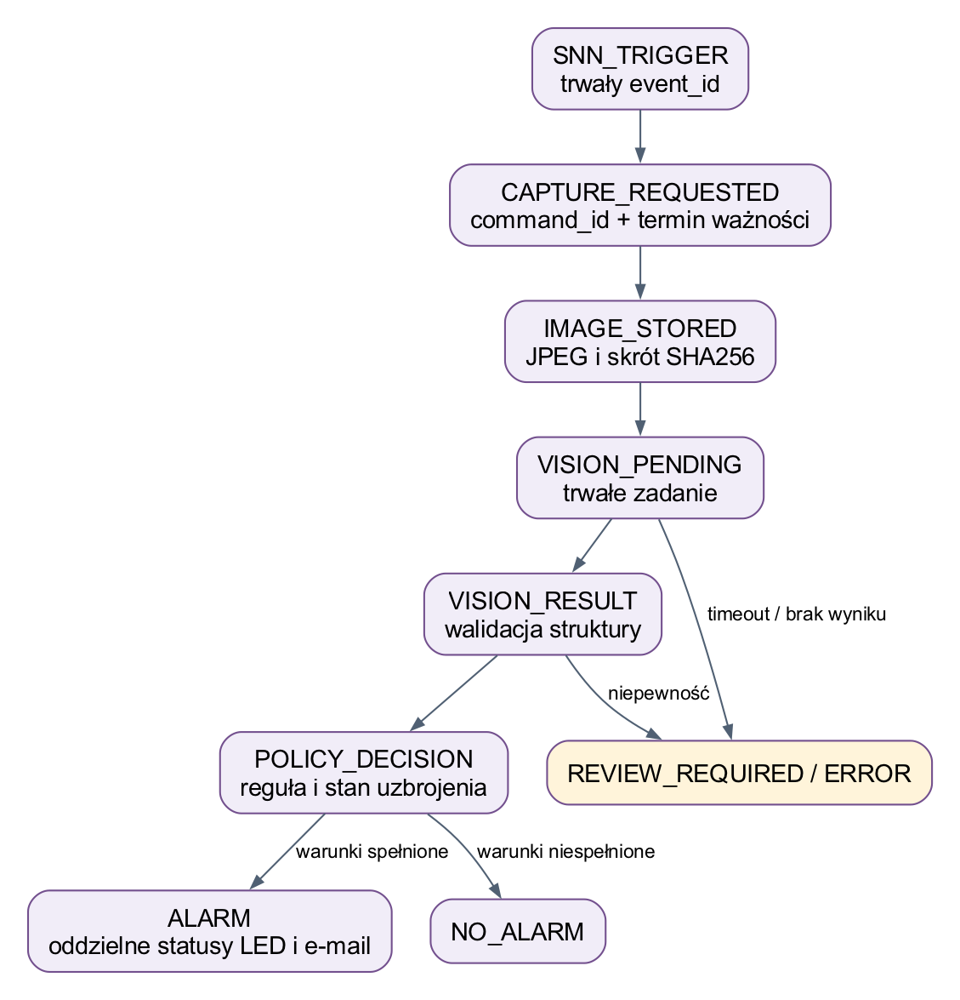 SNN_TRIGGER
trwały event_id
CAPTURE_REQUESTED
command_id + termin ważności
IMAGE_STORED
JPEG i skrót SHA256
VISION_PENDING
trwałe zadanie
VISION_RESULT
walidacja struktury
timeout / brak wyniku
niepewność
POLICY_DECISION
reguła i stan uzbrojenia
REVIEW_REQUIRED / ERROR
warunki spełnione
warunki niespełnione
ALARM
oddzielne statusy LED i e-mail
NO_ALARM